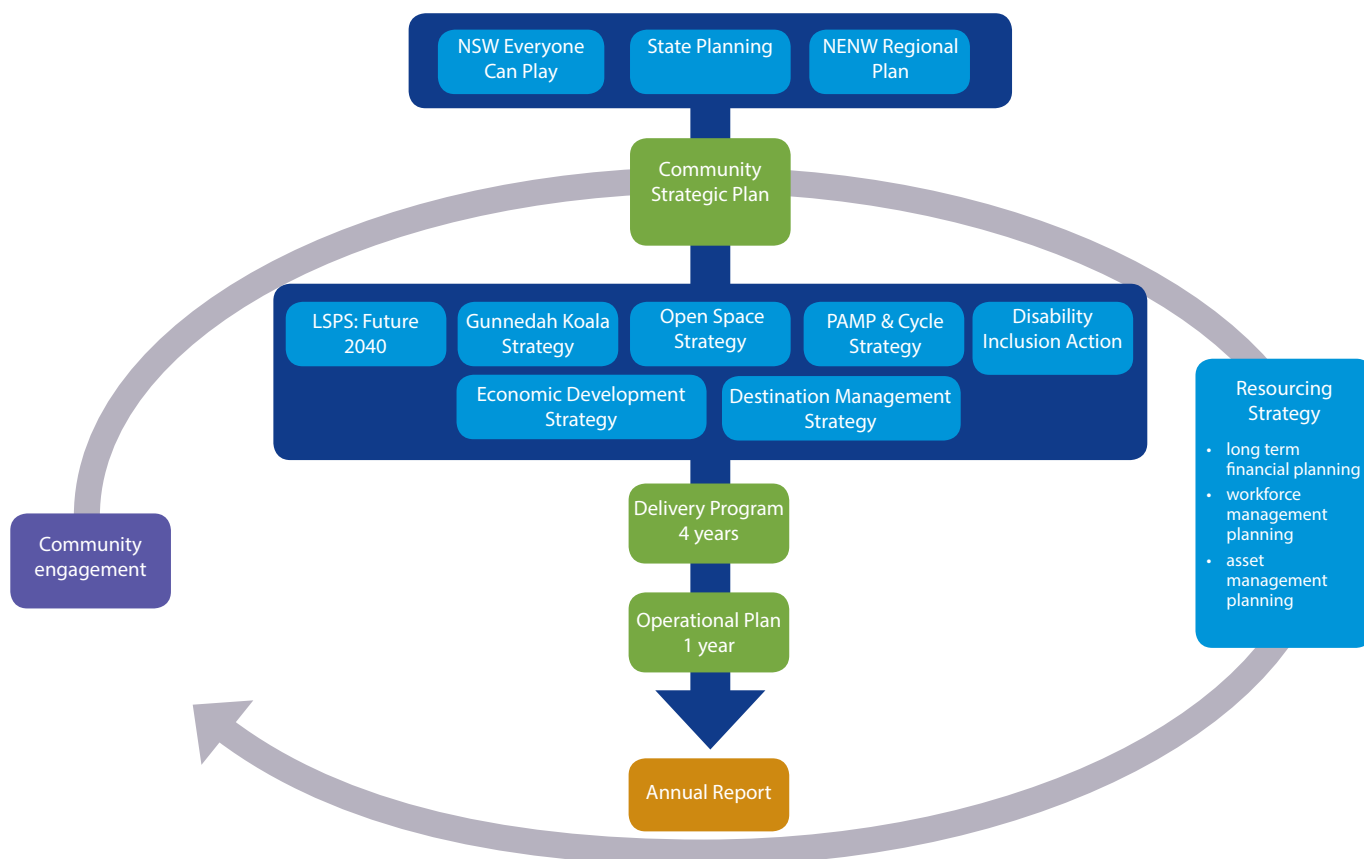 NSW Everyone
Can Play
State Planning
NENW Regional
Plan
Community
Strategic Plan
LSPS: Future
2040
Gunnedah Koala
Strategy
Open Space
Strategy
PAMP & Cycle
Strategy
Disability
Inclusion Action
Economic Development
Strategy
Destination Management
Strategy
Resourcing
Strategy
• long term
financial planning
• workforce
management
planning
• asset
management
planning
Delivery Program
4 years
Community
engagement
Operational Plan
1 year
Annual Report